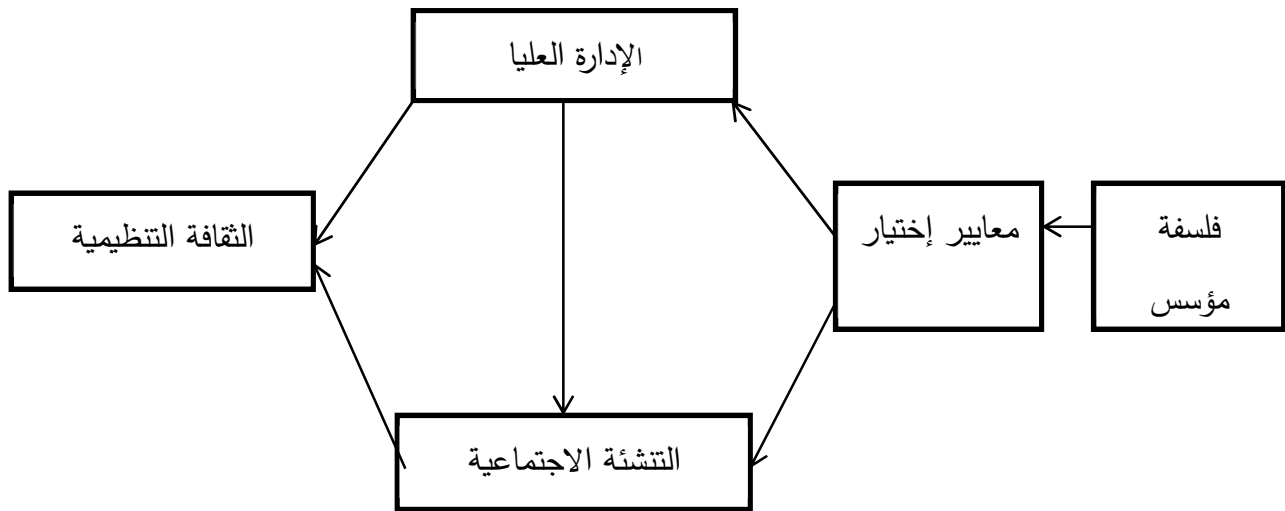 الإدارة العليا
فلسفة
مؤسس
معايير إختيار
الثقافة التنظيمية
التنشئة الاجتماعية